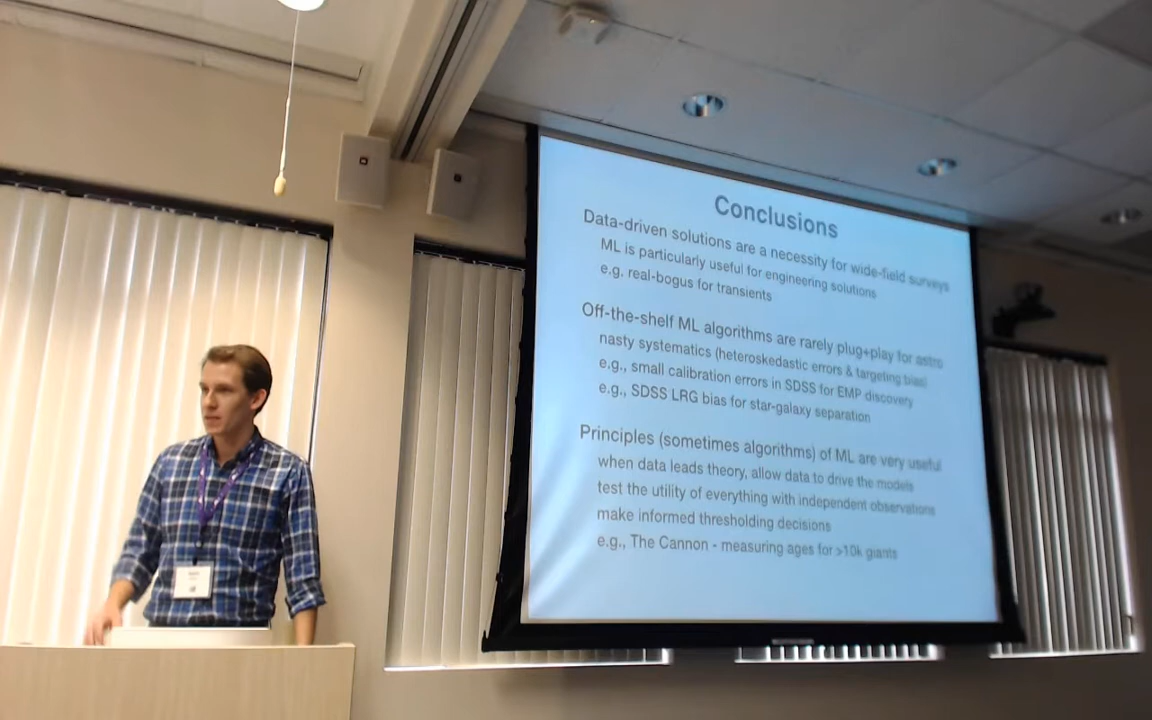 Conclusions
Data-driven solutions are a necessity for wide-field surveys
ML is particularly useful for engineering solutions
e.g. real-bogus for transients
Off-the-shelf ML algorithms are rarely plug+play for astro
nasty systematics (heteroskedastic errors & targeting bias)
e.g., small calibration errors in SDSS for EMP discovery
e.g., SDSS LRG bias for star-galaxy separation
Principles (sometimes algorithms) of ML are very useful
when data leads theory, allow data to drive the models
test the utility of everything with independent observations
make informed thresholding decisions
e.g., The Cannon - measuring ages for >10k giants